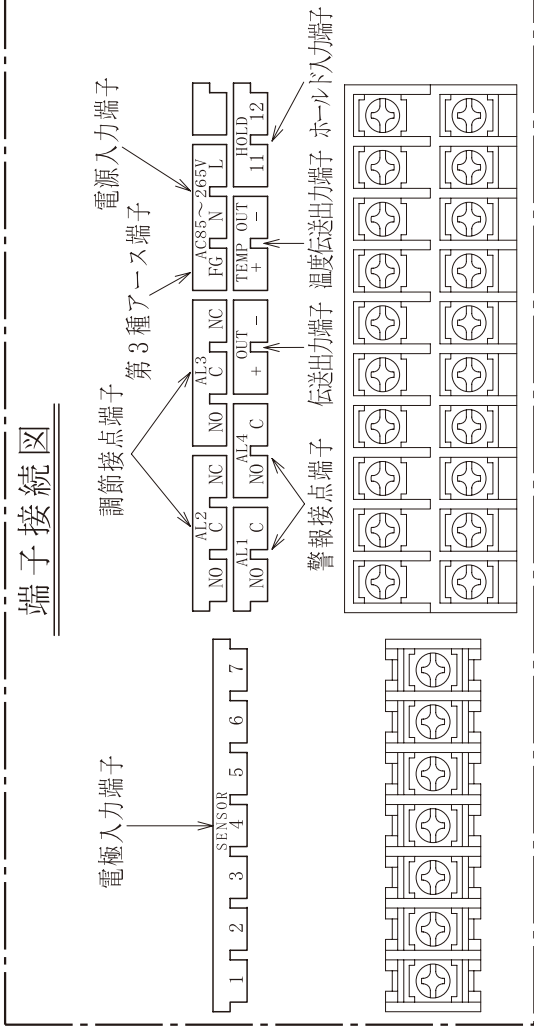 端子接続図
電極入力端子
SENSOR
1 2 3 4 5 6 7
調節接点端子
第3種アース端子
電源入力端子
AL2
NO C NC
AL3
NO C NC
AC85～265V
FG N L
AL1
NO C
AL4
NO C
OUT
+ -
TEMP OUT
+ -
HOLD
11 12
警報接点端子
伝送出力端子
温度伝送出力端子
ホールド入力端子